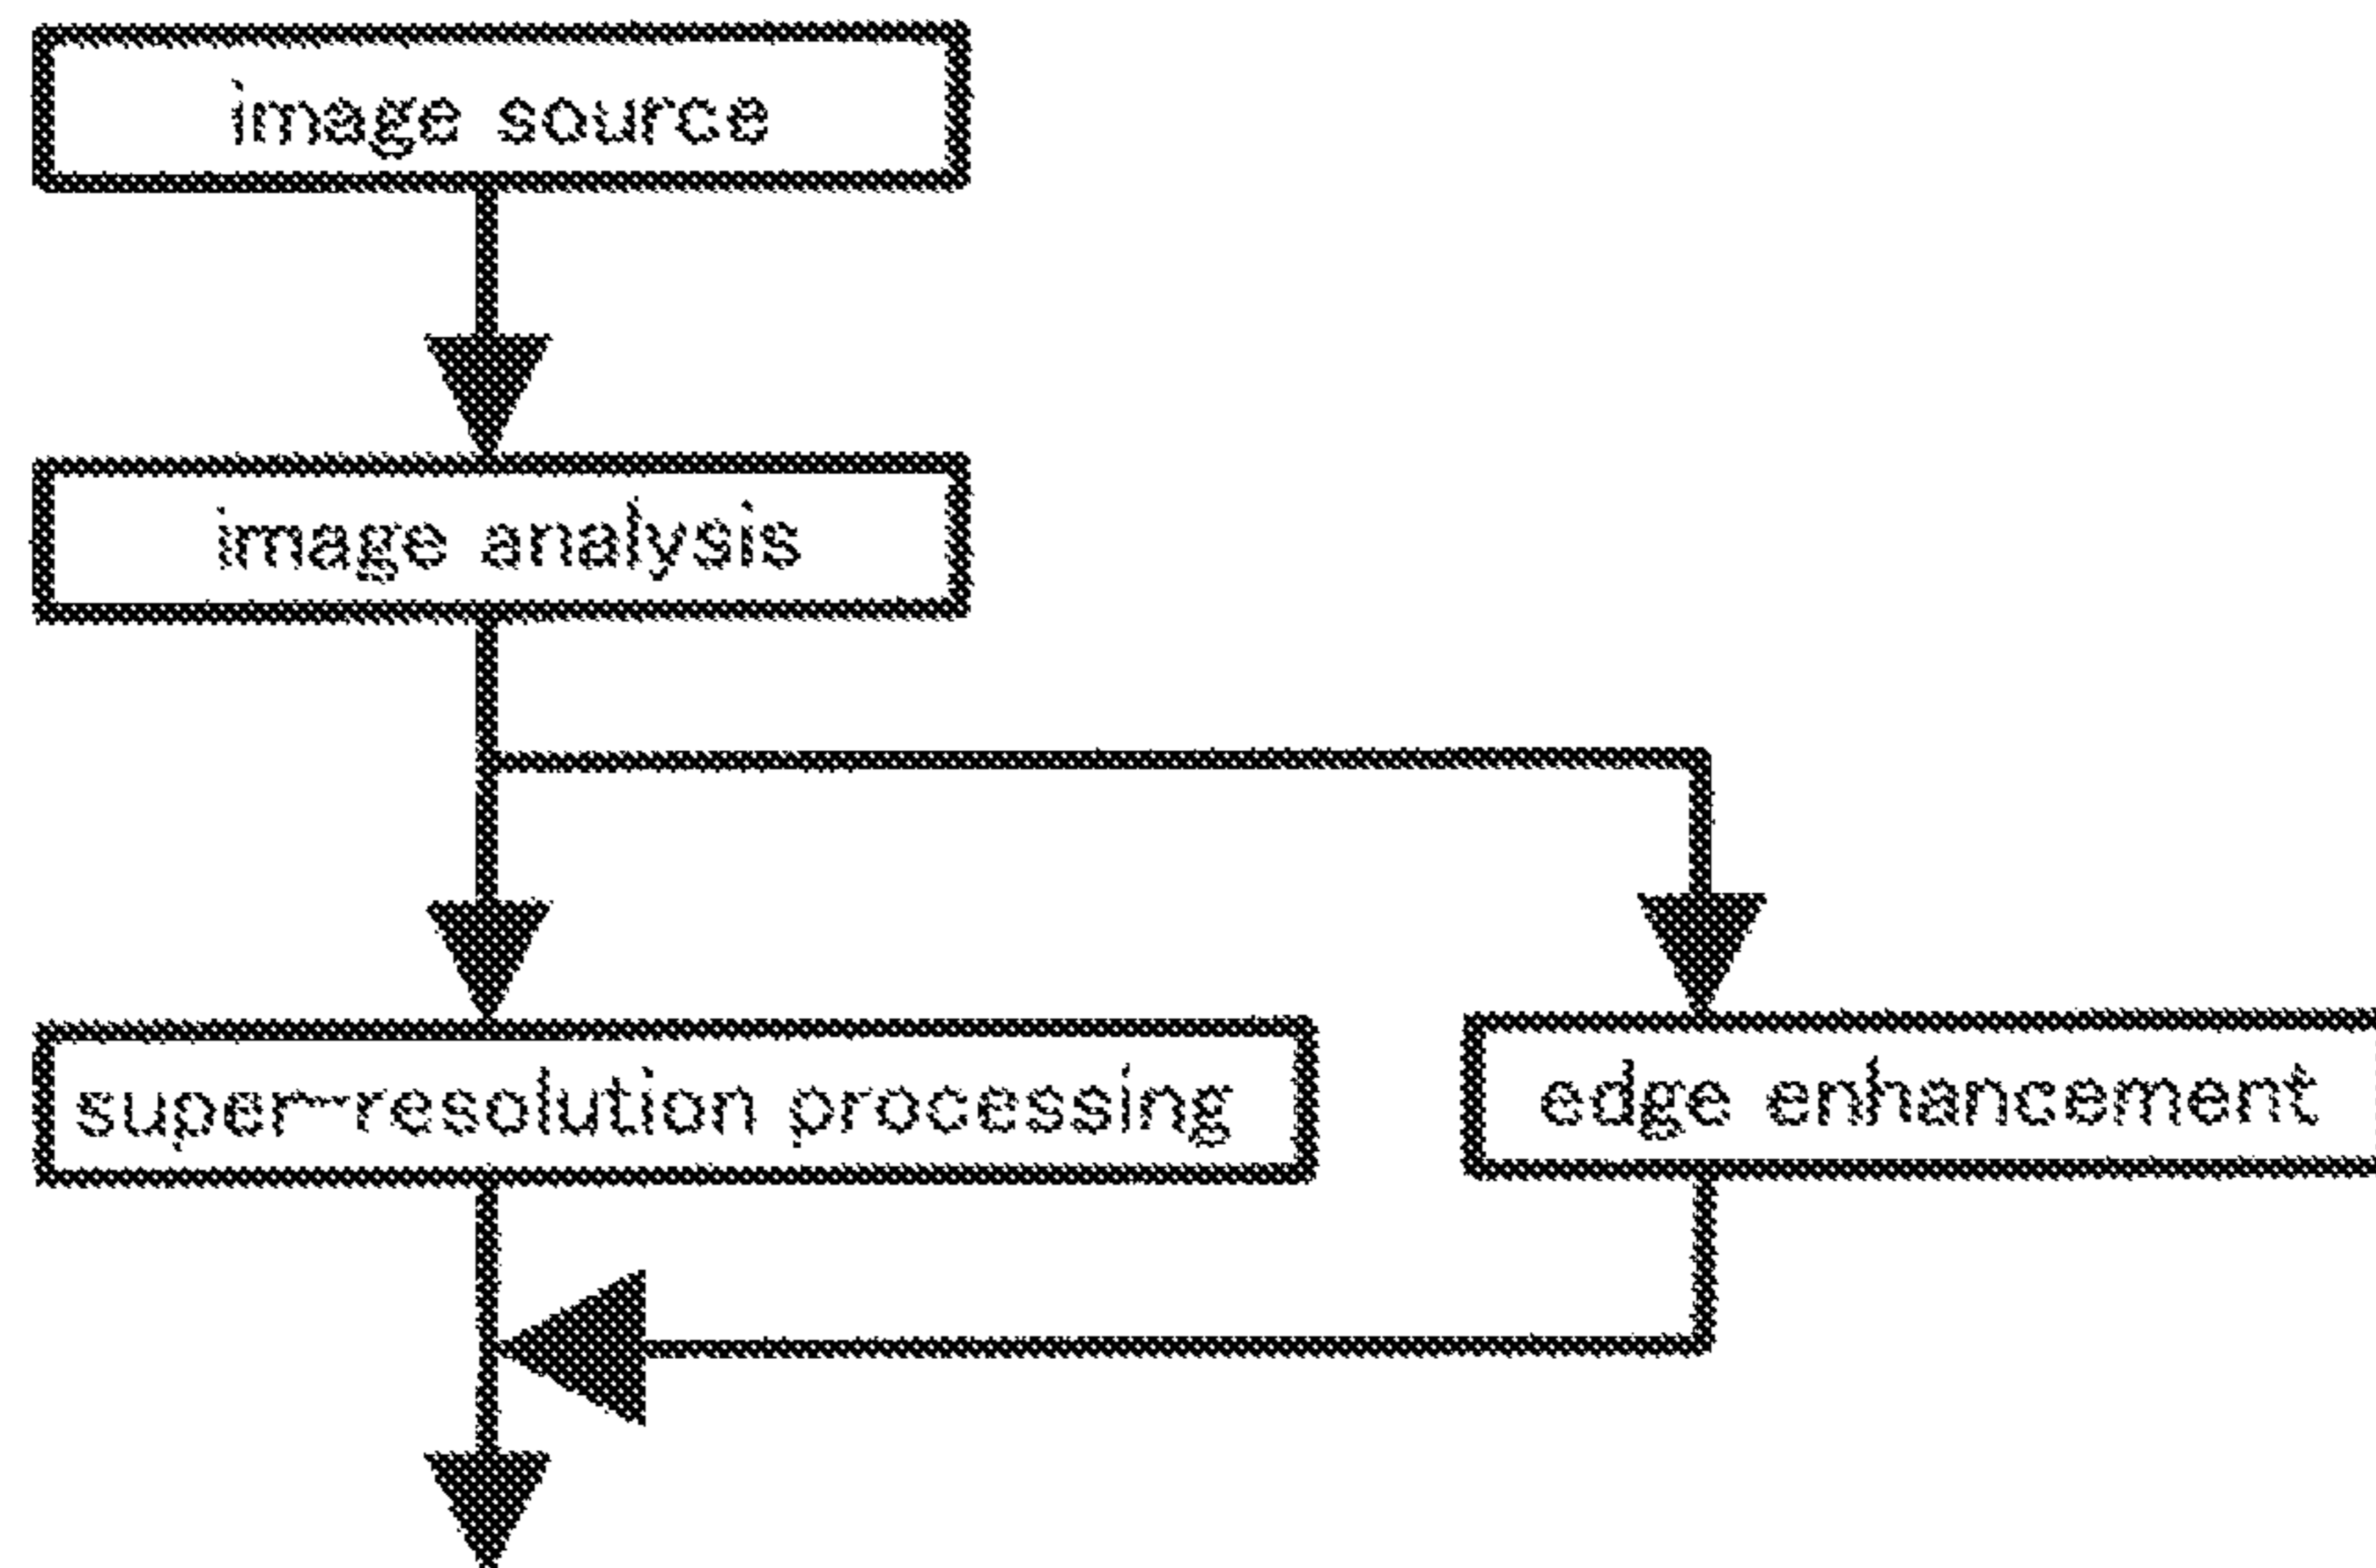 image source
image analysis
super-resolution processing
edge enhancement